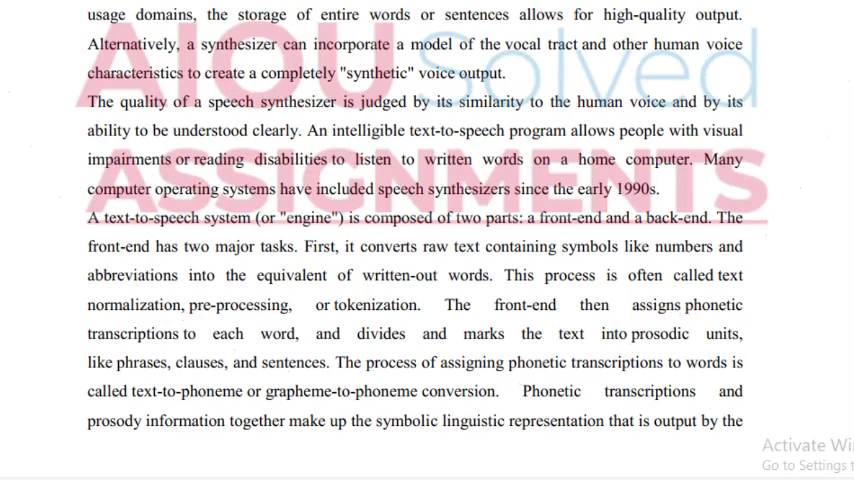 usage domains, the storage of entire words or sentences allows for high-quality output.
Alternatively, a synthesizer can incorporate a model of the vocal tract and other human voice
characteristics to create a completely "synthetic" voice output.
The quality of a speech synthesizer is judged by its similarity to the human voice and by its
ability to be understood clearly. An intelligible text-to-speech program allows people with visual
impairments or reading disabilities to listen to written words on a home computer. Many
computer operating systems have included speech synthesizers since the early 1990s.
A text-to-speech system (or "engine") is composed of two parts: a front-end and a back-end. The
front-end has two major tasks. First, it converts raw text containing symbols like numbers and
abbreviations into the equivalent of written-out words. This process is often called text
normalization, pre-processing, or tokenization. The front-end then assigns phonetic
transcriptions to each word, and divides and marks the text into prosodic units,
like phrases, clauses, and sentences. The process of assigning phonetic transcriptions to words is
called text-to-phoneme or grapheme-to-phoneme conversion. Phonetic transcriptions and
prosody information together make up the symbolic linguistic representation that is output by the
AIOU Solved
ASSIGNMENTS
Activate Wi
Go to Settings t